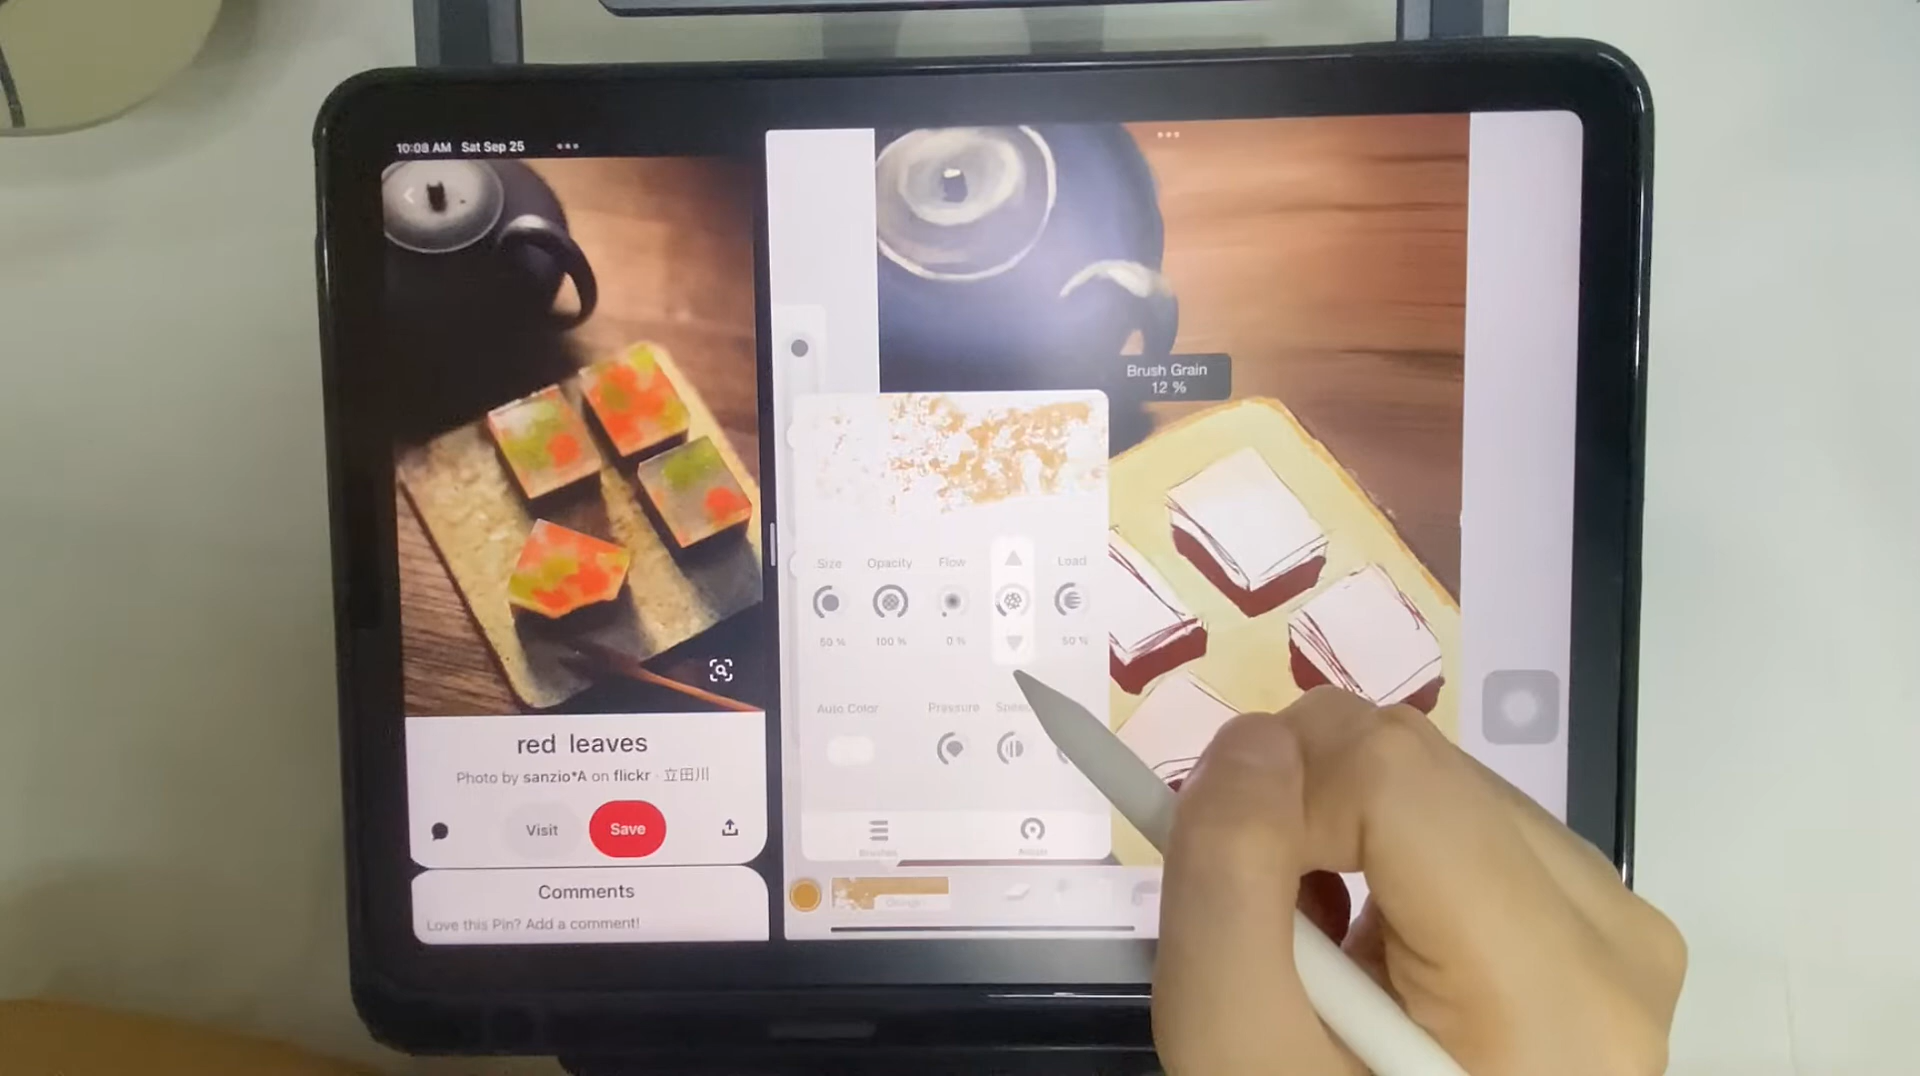 10:08 AM Sat Sep 25
Brush Grain
12 %
Size Opacity Flow Load
50 % 100 % 0 % 50 %
Auto Color Pressure
Brushes
red leaves
Photo by sanzio*A on flickr · 立田川
Visit
Save
Comments
Love this Pin? Add a comment!